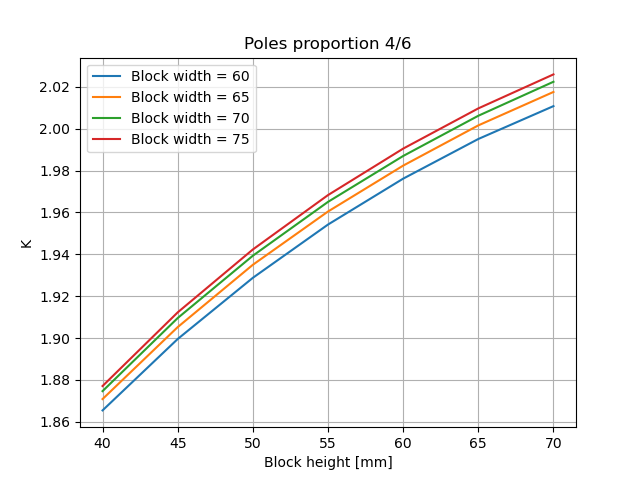 Poles proportion 4/6
Block width = 60
Block width = 65
Block width = 70
Block width = 75
K
2.02
2.00
1.98
1.96
1.94
1.92
1.90
1.88
1.86
40 45 50 55 60 65 70
Block height [mm]